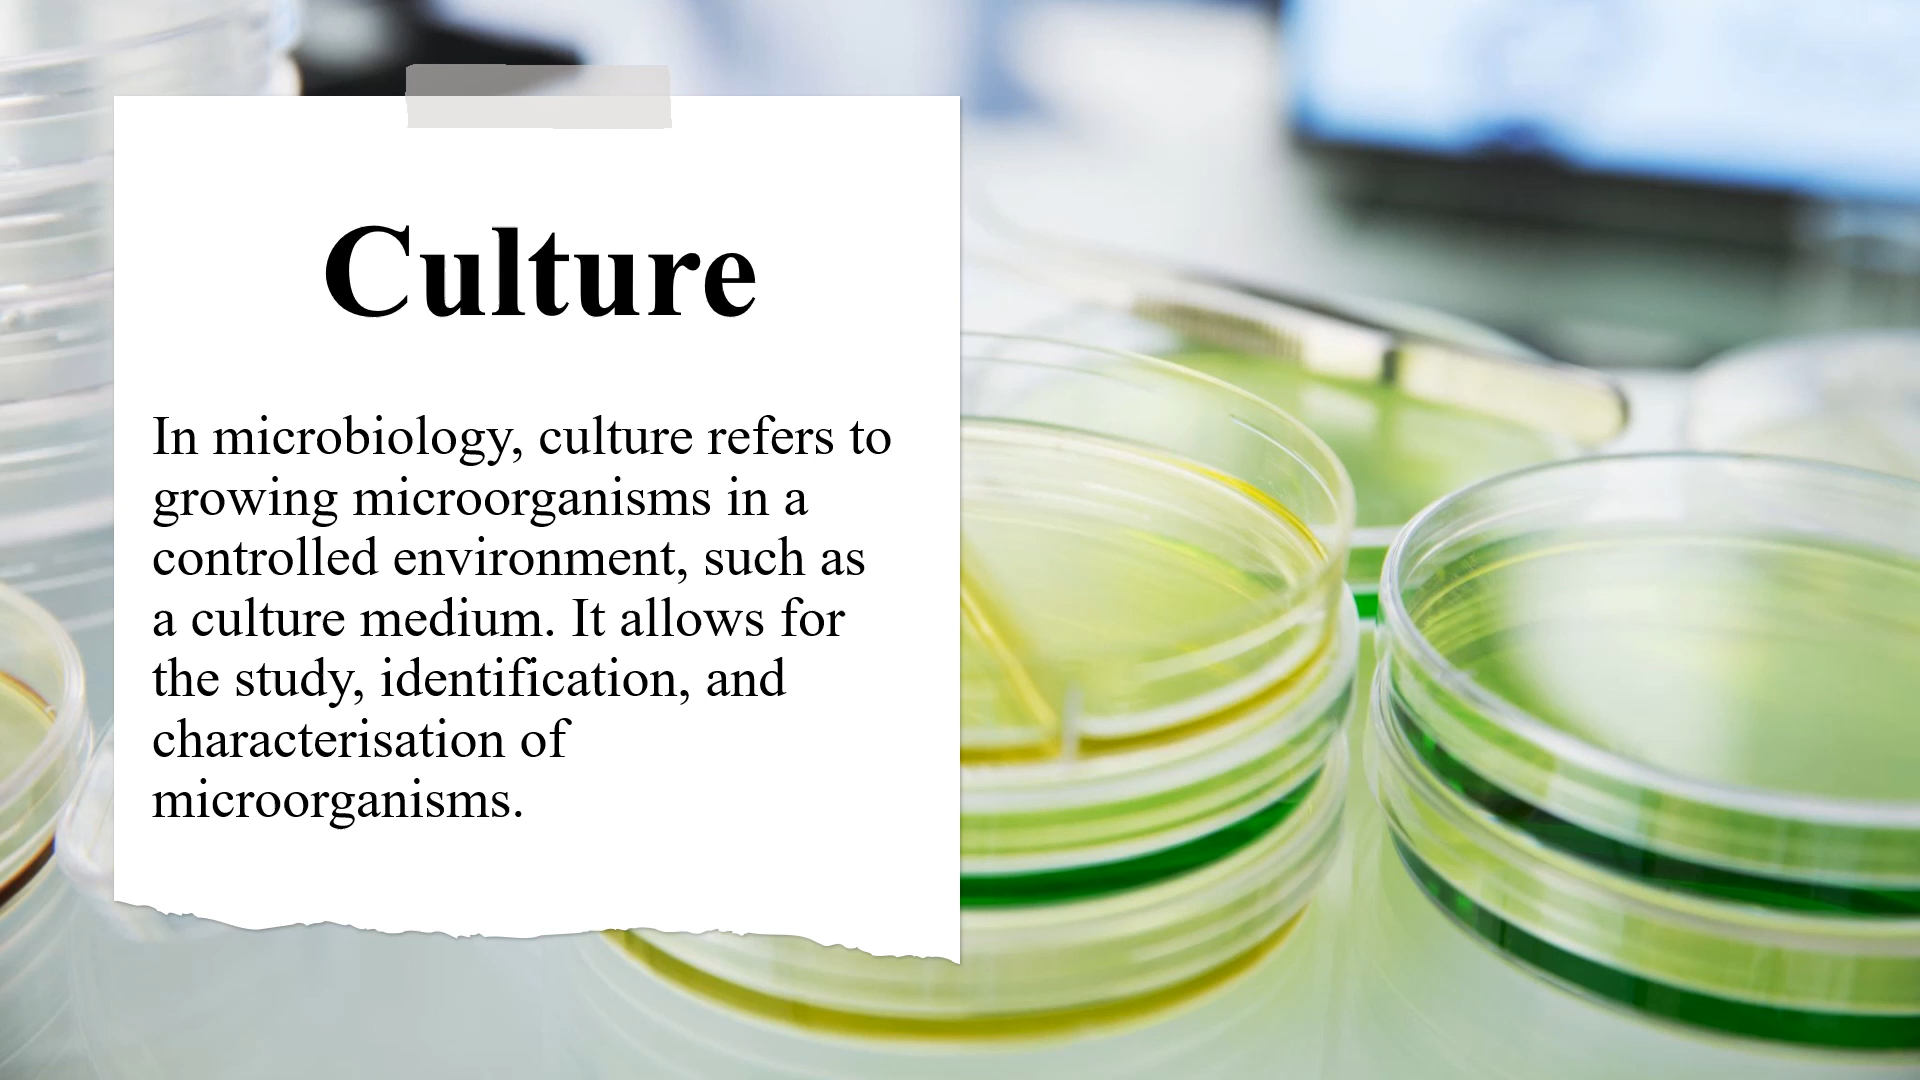 Culture
In microbiology, culture refers to
growing microorganisms in a
controlled environment, such as
a culture medium. It allows for
the study, identification, and
characterisation of
microorganisms.